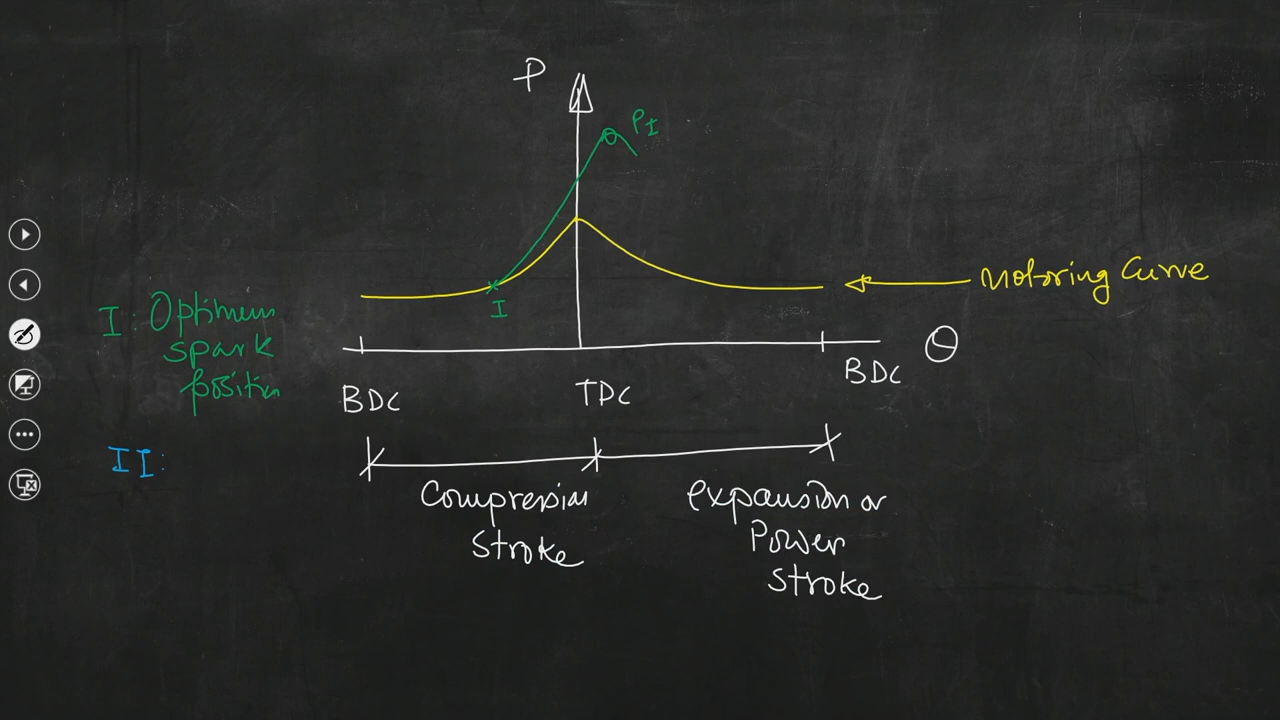 P
P_I
Motoring Curve
I
I: Optimum
spark
position
θ
BDC
TDC
BDC
II:
Compression
stroke
expansion or
Power
stroke